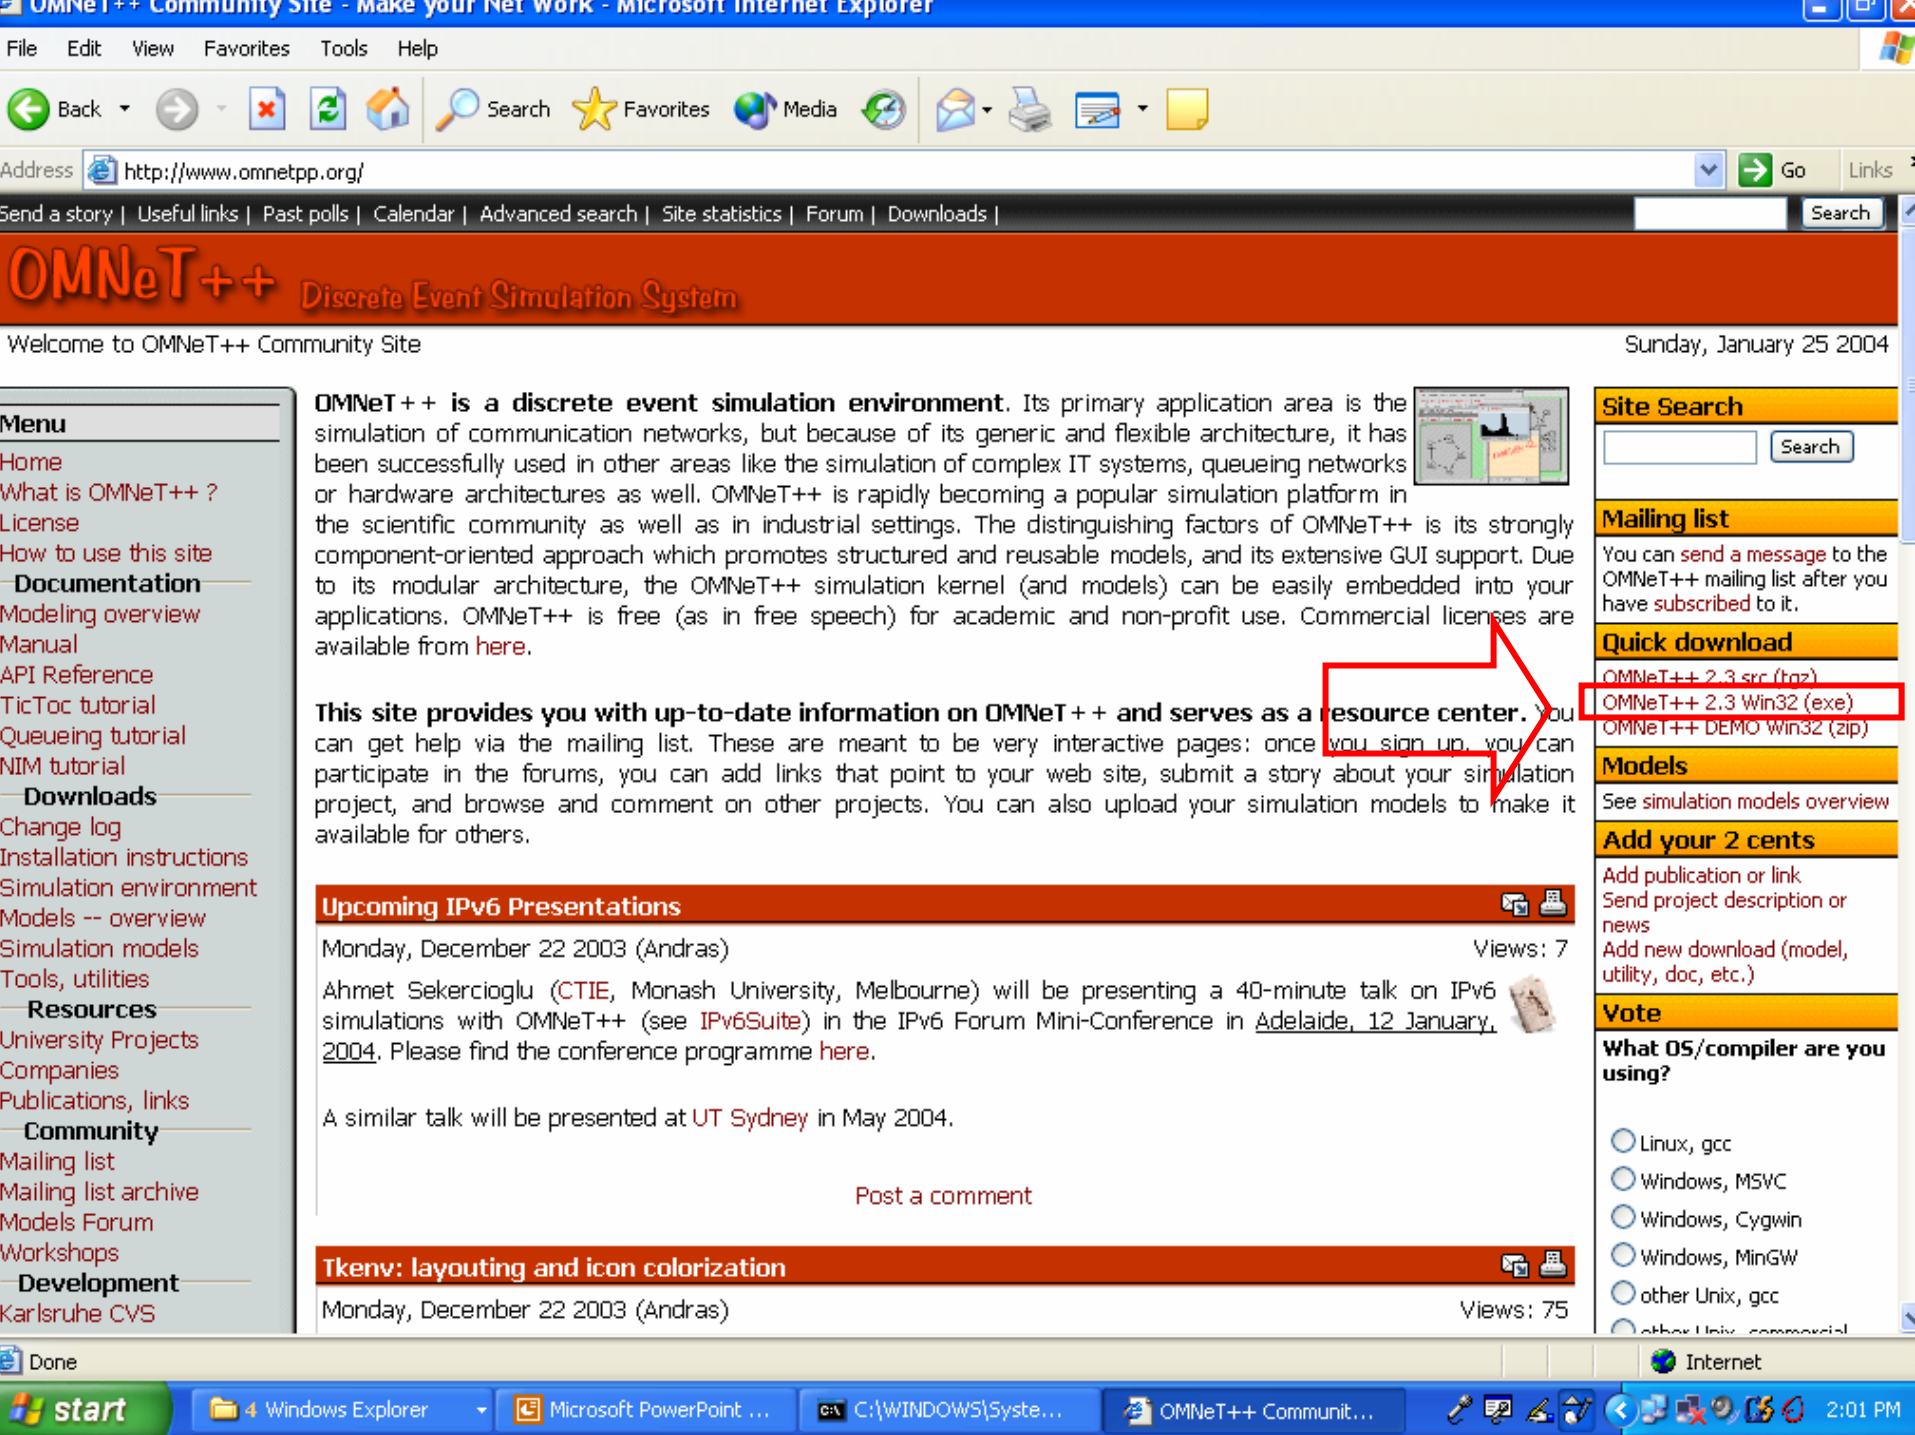 OMNeT++ Community Site - Make your Net Work - Microsoft Internet Explorer
File Edit View Favorites Tools Help
Back Search Favorites Media
Address http://www.omnetpp.org/ Go Links
Send a story | Useful links | Past polls | Calendar | Advanced search | Site statistics | Forum | Downloads | Search
OMNeT++ Discrete Event Simulation System
Welcome to OMNeT++ Community Site
Sunday, January 25 2004
Menu
Home
What is OMNeT++ ?
License
How to use this site
Documentation
Modeling overview
Manual
API Reference
TicToc tutorial
Queueing tutorial
NIM tutorial
Downloads
Change log
Installation instructions
Simulation environment
Models -- overview
Simulation models
Tools, utilities
Resources
University Projects
Companies
Publications, links
Community
Mailing list
Mailing list archive
Models Forum
Workshops
Development
Karlsruhe CVS
OMNeT++ is a discrete event simulation environment. Its primary application area is the
simulation of communication networks, but because of its generic and flexible architecture, it has
been successfully used in other areas like the simulation of complex IT systems, queueing networks
or hardware architectures as well. OMNeT++ is rapidly becoming a popular simulation platform in
the scientific community as well as in industrial settings. The distinguishing factors of OMNeT++ is its strongly
component-oriented approach which promotes structured and reusable models, and its extensive GUI support. Due
to its modular architecture, the OMNeT++ simulation kernel (and models) can be easily embedded into your
applications. OMNeT++ is free (as in free speech) for academic and non-profit use. Commercial licenses are
available from here.
This site provides you with up-to-date information on OMNeT++ and serves as a resource center. You
can get help via the mailing list. These are meant to be very interactive pages: once you sign up, you can
participate in the forums, you can add links that point to your web site, submit a story about your simulation
project, and browse and comment on other projects. You can also upload your simulation models to make it
available for others.
Upcoming IPv6 Presentations
Monday, December 22 2003 (Andras) Views: 7
Ahmet Sekercioglu (CTIE, Monash University, Melbourne) will be presenting a 40-minute talk on IPv6
simulations with OMNeT++ (see IPv6Suite) in the IPv6 Forum Mini-Conference in Adelaide, 12 January,
2004. Please find the conference programme here.
A similar talk will be presented at UT Sydney in May 2004.
Post a comment
Tkenv: layouting and icon colorization
Monday, December 22 2003 (Andras) Views: 75
Site Search
Search
Mailing list
You can send a message to the
OMNeT++ mailing list after you
have subscribed to it.
Quick download
OMNeT++ 2.3 src (tgz)
OMNeT++ 2.3 Win32 (exe)
OMNeT++ DEMO Win32 (zip)
Models
See simulation models overview
Add your 2 cents
Add publication or link
Send project description or
news
Add new download (model,
utility, doc, etc.)
Vote
What OS/compiler are you
using?
Linux, gcc
Windows, MSVC
Windows, Cygwin
Windows, MinGW
other Unix, gcc
other Unix, commercial
Done Internet
start 4 Windows Explorer Microsoft PowerPoint ... C:\WINDOWS\Syste... OMNeT++ Communit... 2:01 PM